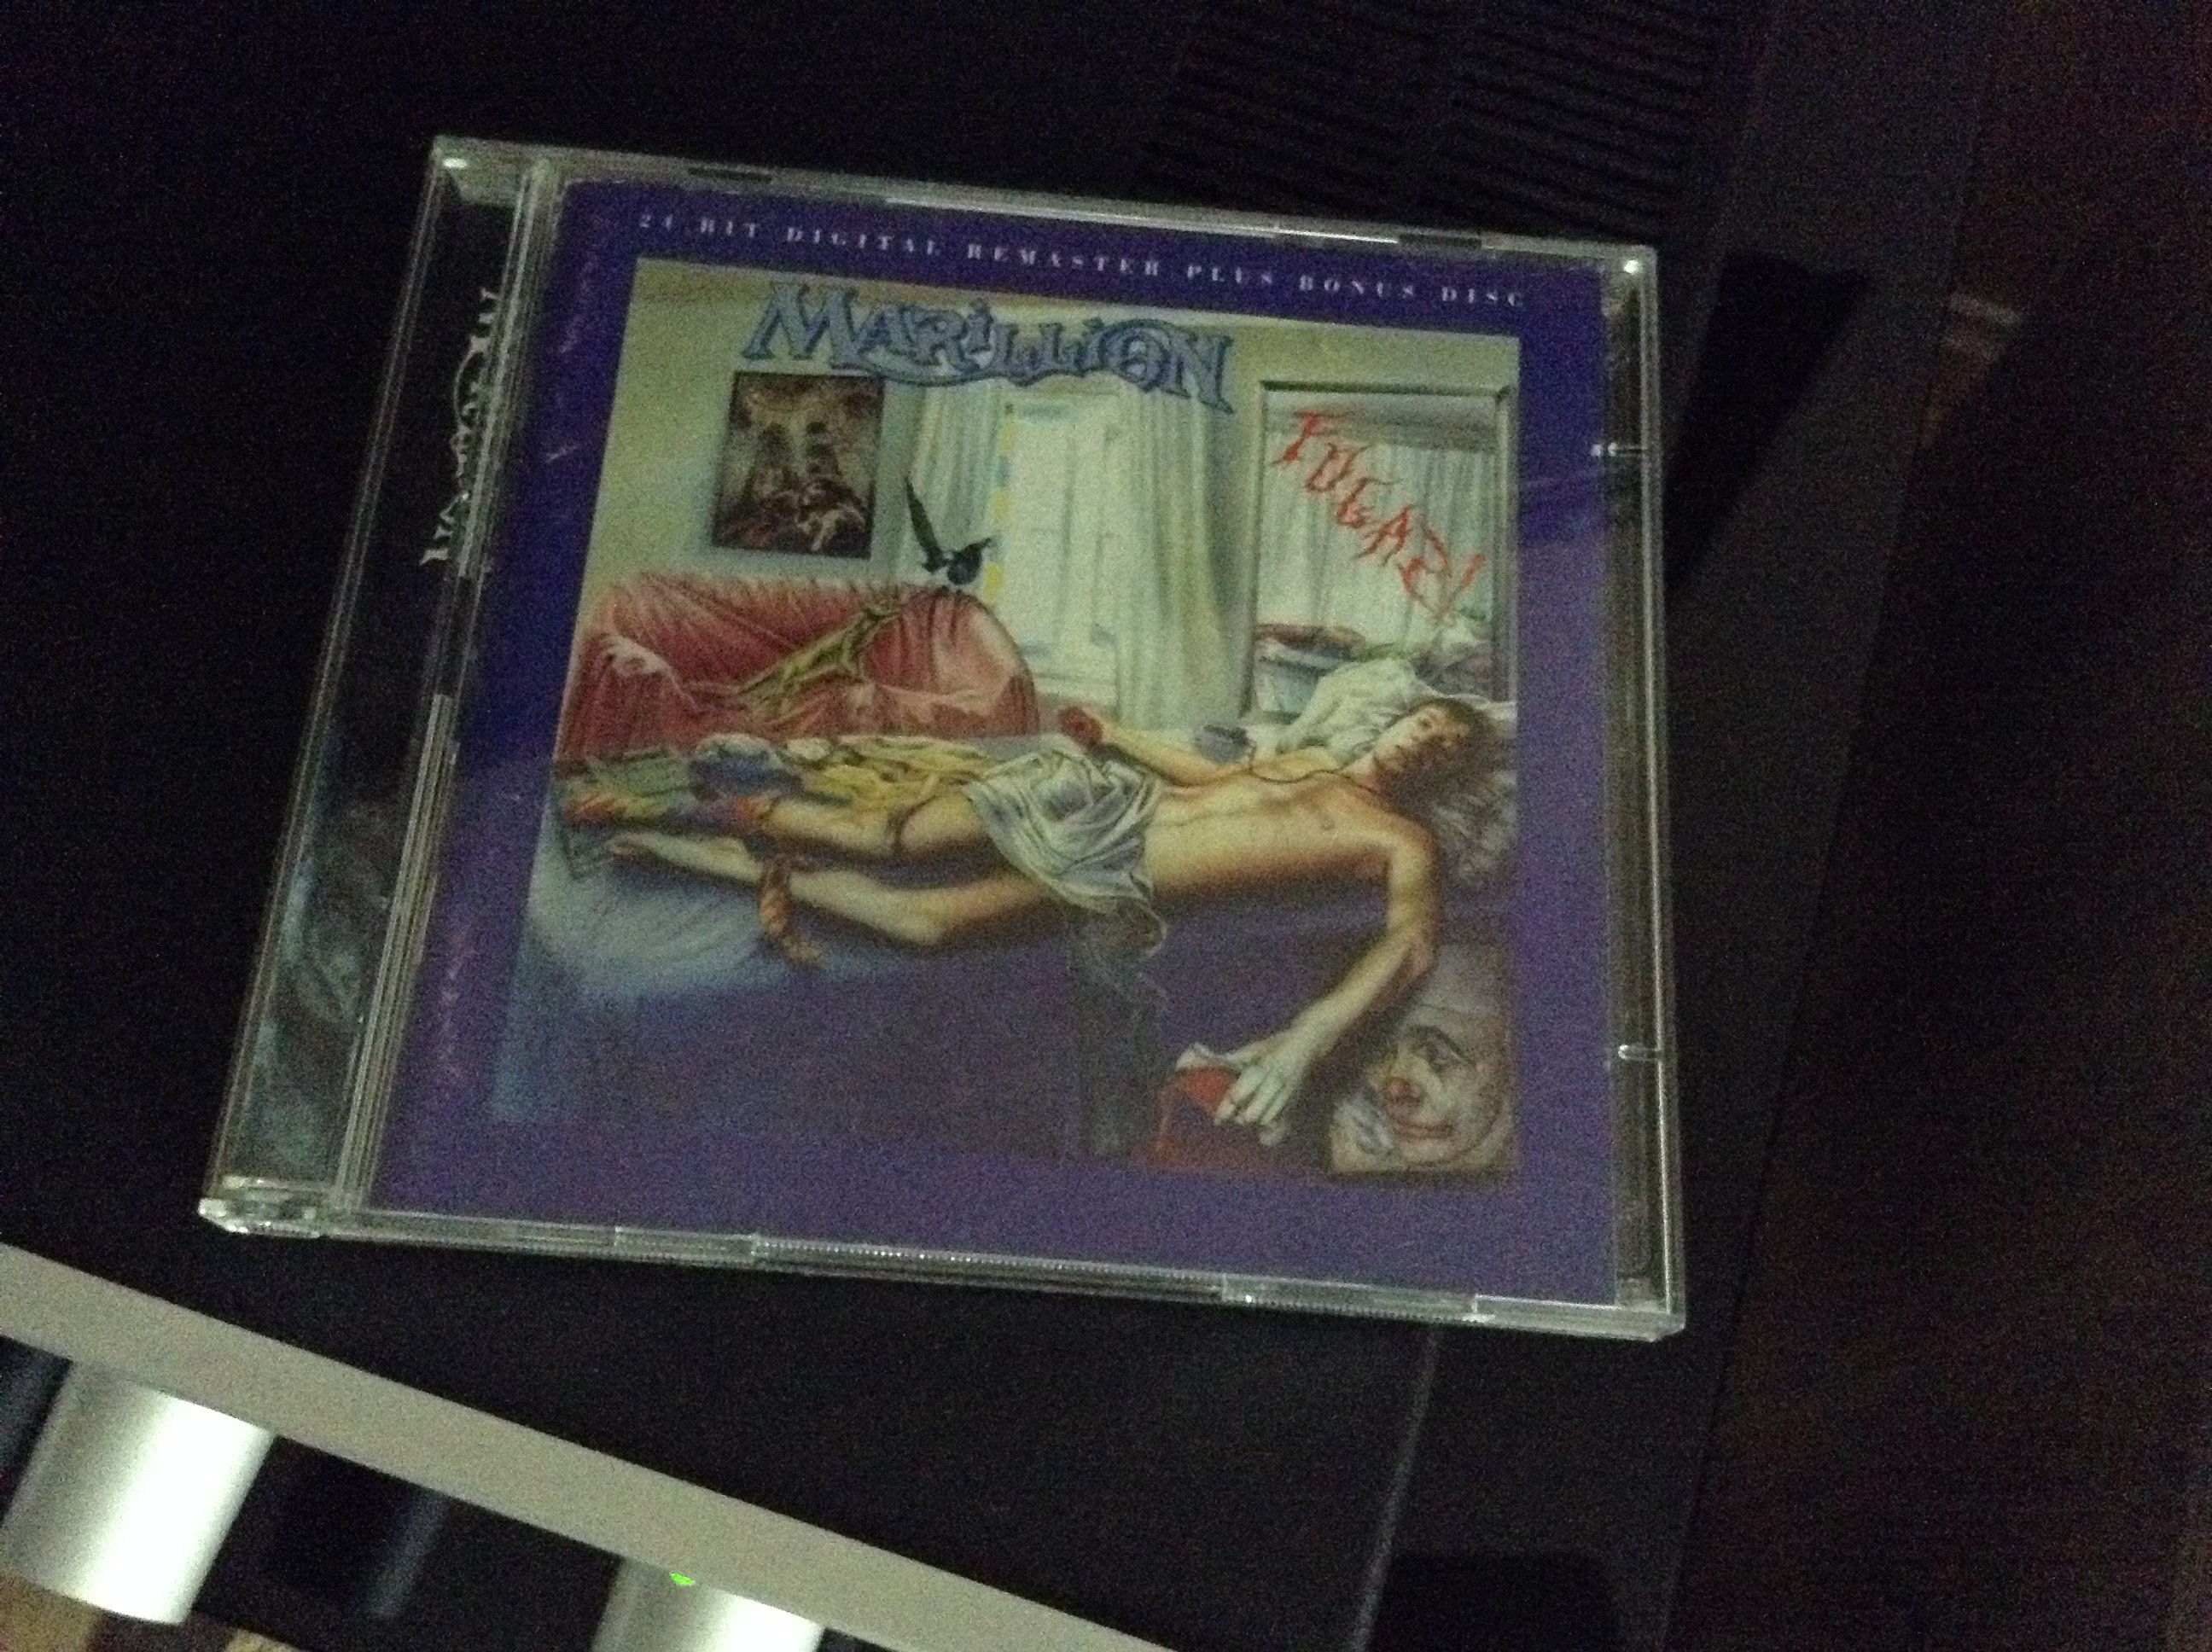 24 BIT DIGITAL REMASTER PLUS BONUS DISC
MARiLLiON
FUGAZI